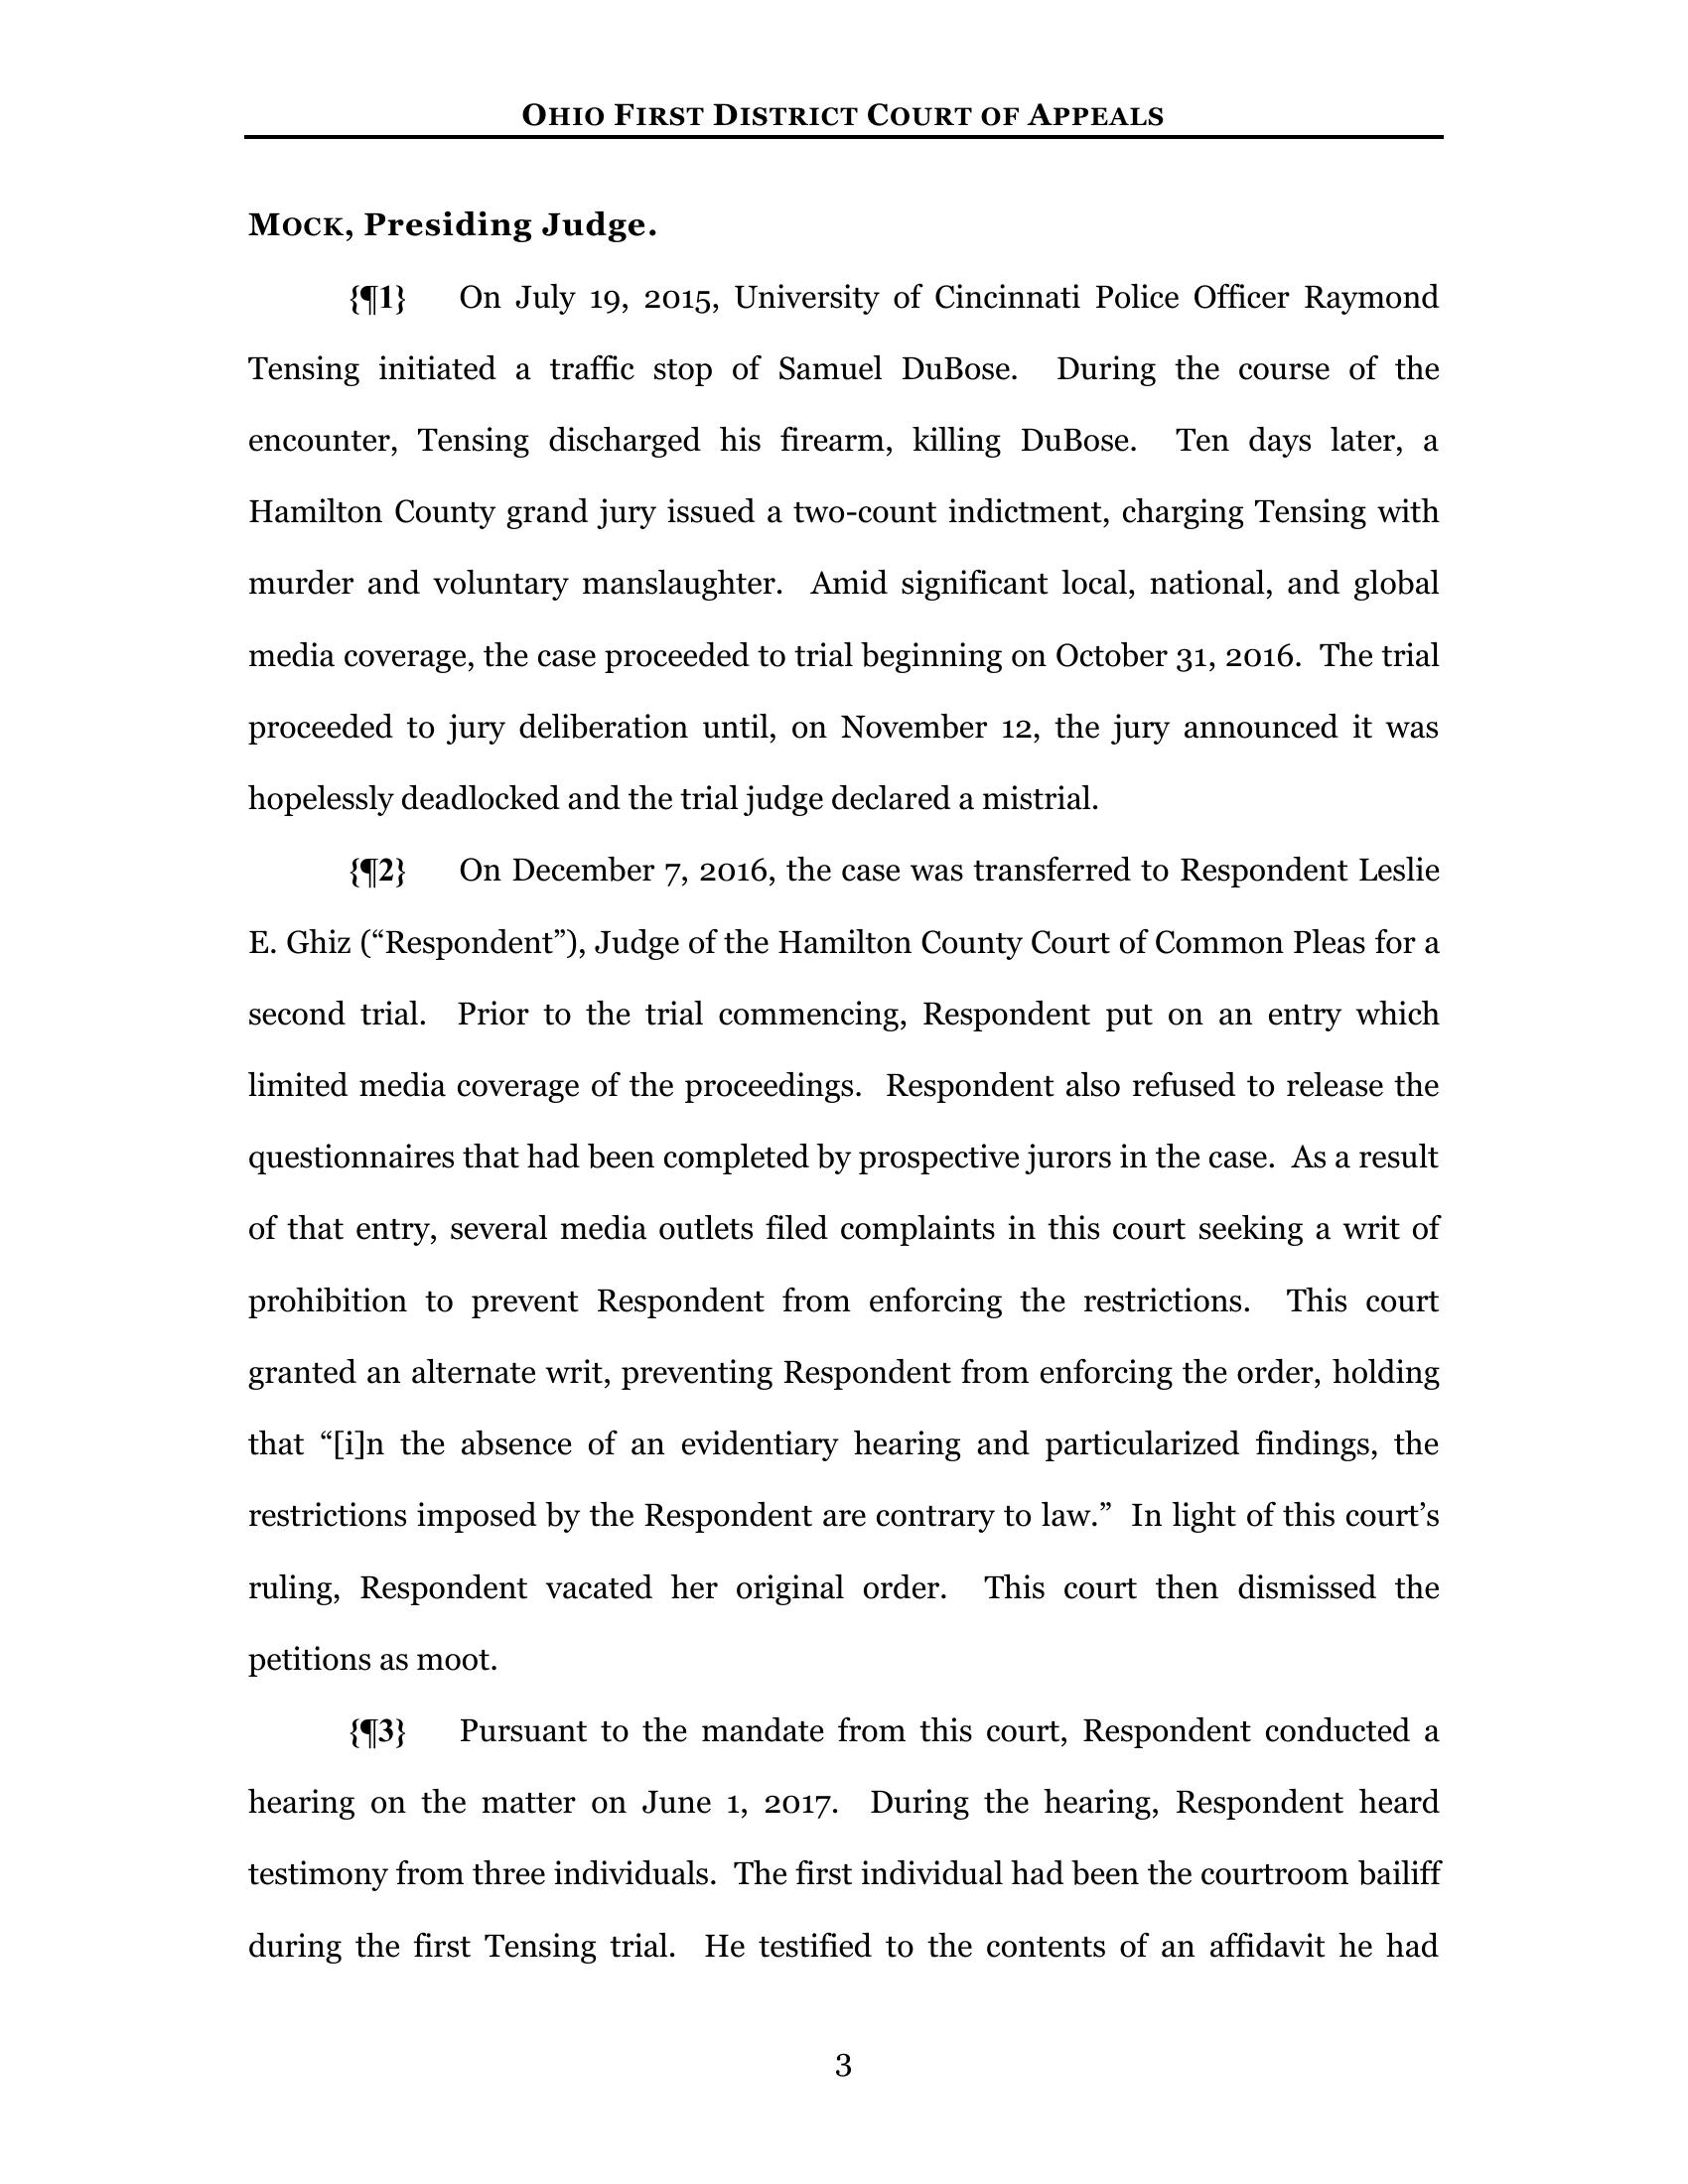 OHIO FIRST DISTRICT COURT OF APPEALS
MOCK, Presiding Judge.
{¶1} On July 19, 2015, University of Cincinnati Police Officer Raymond
Tensing initiated a traffic stop of Samuel DuBose. During the course of the
encounter, Tensing discharged his firearm, killing DuBose. Ten days later, a
Hamilton County grand jury issued a two-count indictment, charging Tensing with
murder and voluntary manslaughter. Amid significant local, national, and global
media coverage, the case proceeded to trial beginning on October 31, 2016. The trial
proceeded to jury deliberation until, on November 12, the jury announced it was
hopelessly deadlocked and the trial judge declared a mistrial.
{¶2} On December 7, 2016, the case was transferred to Respondent Leslie
E. Ghiz (“Respondent”), Judge of the Hamilton County Court of Common Pleas for a
second trial. Prior to the trial commencing, Respondent put on an entry which
limited media coverage of the proceedings. Respondent also refused to release the
questionnaires that had been completed by prospective jurors in the case. As a result
of that entry, several media outlets filed complaints in this court seeking a writ of
prohibition to prevent Respondent from enforcing the restrictions. This court
granted an alternate writ, preventing Respondent from enforcing the order, holding
that “[i]n the absence of an evidentiary hearing and particularized findings, the
restrictions imposed by the Respondent are contrary to law.” In light of this court’s
ruling, Respondent vacated her original order. This court then dismissed the
petitions as moot.
{¶3} Pursuant to the mandate from this court, Respondent conducted a
hearing on the matter on June 1, 2017. During the hearing, Respondent heard
testimony from three individuals. The first individual had been the courtroom bailiff
during the first Tensing trial. He testified to the contents of an affidavit he had
3